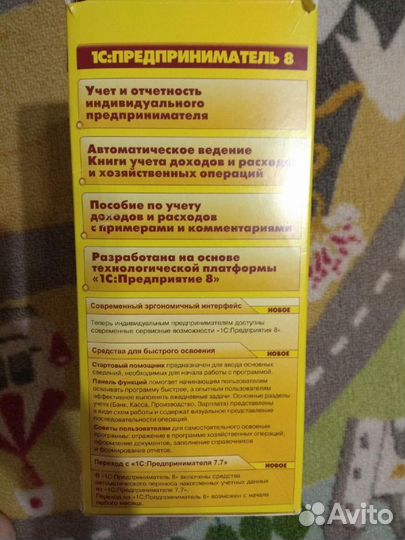 1С:ПРЕДПРИНИМАТЕЛЬ 8
Учет и отчетность
индивидуального
предпринимателя
Автоматическое ведение
Книги учета доходов и расходов
и хозяйственных операций
Пособие по учету
доходов и расходов
с примерами и комментариями
Разработана на основе
технологической платформы
«1С:Предприятие 8»
Современный эргономичный интерфейс
НОВОЕ
Теперь индивидуальным предпринимателям доступны
современные сервисные возможности «1С:Предприятия 8».
Средства для быстрого освоения
НОВОЕ
Стартовый помощник предназначен для ввода основных
сведений, необходимых для начала работы с программой.
Панель функций помогает начинающим пользователям
осваивать программу быстрее, а опытным пользователям
эффективно выполнять ежедневные задачи. Основные разделы
учета (Банк, Касса, Производство, Зарплата) представлены
в виде схем работы и содержат визуальное представление
последовательности операций.
Советы пользователям для самостоятельного освоения
программы: отражение в программе хозяйственных операций,
оформление документов, заполнение справочников
и формирование отчетов.
Переход с «1С:Предпринимателя 7.7»
НОВОЕ
В «1С:Предприниматель 8» включены средства
автоматического переноса накопленных учетных данных
из «1С:Предпринимателя 7.7».
Переход на «1С:Предприниматель 8» возможен с начала
любого месяца.
Avito